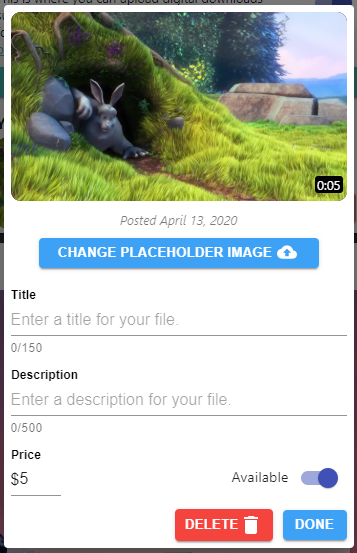 his is where you can upload digital downloads
0:05
Posted April 13, 2020
CHANGE PLACEHOLDER IMAGE
Title
Enter a title for your file.
0/150
Description
Enter a description for your file.
0/500
Price
$5
Available
DELETE
DONE